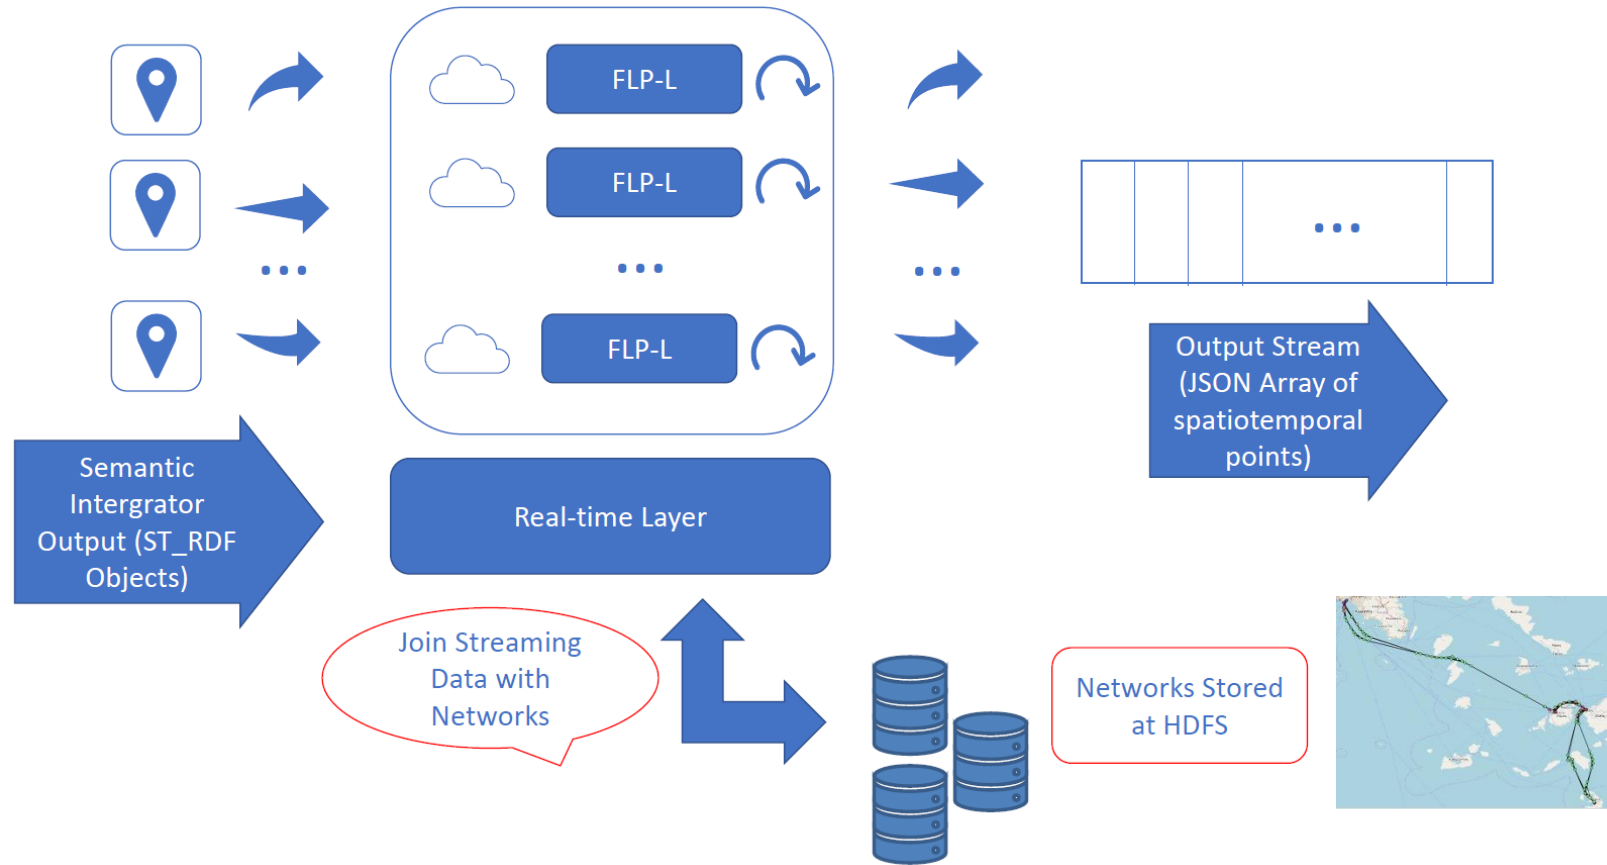 FLP-L
FLP-L
...
...
...
...
FLP-L
Output Stream
(JSON Array of
spatiotemporal
points)
Semantic
Intergrator
Output (ST_RDF
Objects)
Real-time Layer
Join Streaming
Data with
Networks
Networks Stored
at HDFS